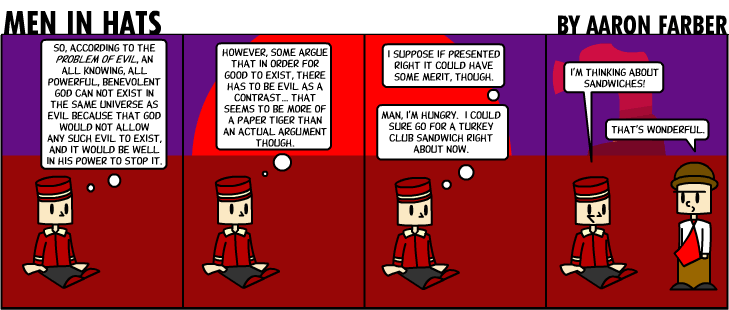 MEN IN HATS
BY AARON FARBER
SO, ACCORDING TO THE
PROBLEM OF EVIL, AN
ALL KNOWING, ALL
POWERFUL, BENEVOLENT
GOD CAN NOT EXIST IN
THE SAME UNIVERSE AS
EVIL BECAUSE THAT GOD
WOULD NOT ALLOW
ANY SUCH EVIL TO EXIST,
AND IT WOULD BE WELL
IN HIS POWER TO STOP IT.
HOWEVER, SOME ARGUE
THAT IN ORDER FOR
GOOD TO EXIST, THERE
HAS TO BE EVIL AS A
CONTRAST... THAT
SEEMS TO BE MORE OF
A PAPER TIGER THAN
AN ACTUAL ARGUMENT
THOUGH.
I SUPPOSE IF PRESENTED
RIGHT IT COULD HAVE
SOME MERIT, THOUGH.
MAN, I'M HUNGRY. I COULD
SURE GO FOR A TURKEY
CLUB SANDWICH RIGHT
ABOUT NOW.
I'M THINKING ABOUT
SANDWICHES!
THAT'S WONDERFUL.